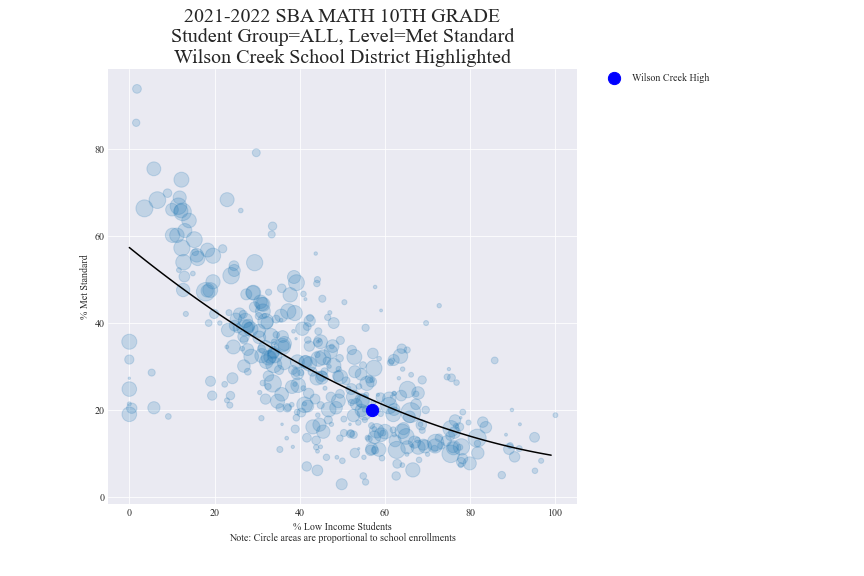 2021-2022 SBA MATH 10TH GRADE
Student Group=ALL, Level=Met Standard
Wilson Creek School District Highlighted
Wilson Creek High
80
60
40
20
0
% Met Standard
0 20 40 60 80 100
% Low Income Students
Note: Circle areas are proportional to school enrollments